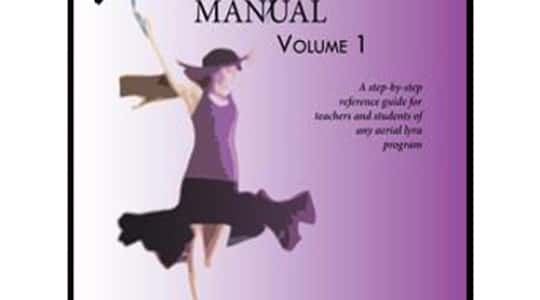 MANUAL
VOLUME 1
A step-by-step
reference guide for
teachers and students of
any aerial lyra
program